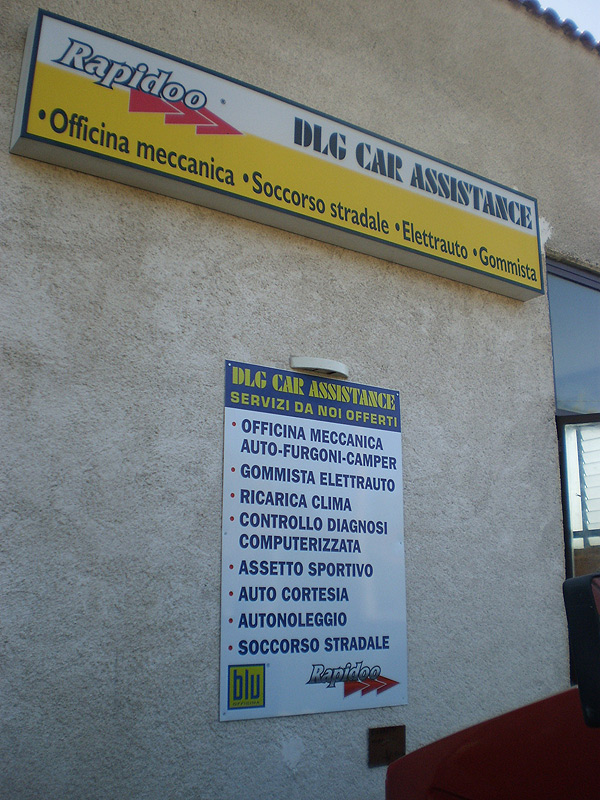 Rapidoo
DLG CAR ASSISTANCE
•Officina meccanica •Soccorso stradale •Elettrauto •Gommista
DLG CAR ASSISTANCE
SERVIZI DA NOI OFFERTI
• OFFICINA MECCANICA
AUTO-FURGONI-CAMPER
• GOMMISTA ELETTRAUTO
• RICARICA CLIMA
• CONTROLLO DIAGNOSI
COMPUTERIZZATA
• ASSETTO SPORTIVO
• AUTO CORTESIA
• AUTONOLEGGIO
• SOCCORSO STRADALE
blu
Rapidoo